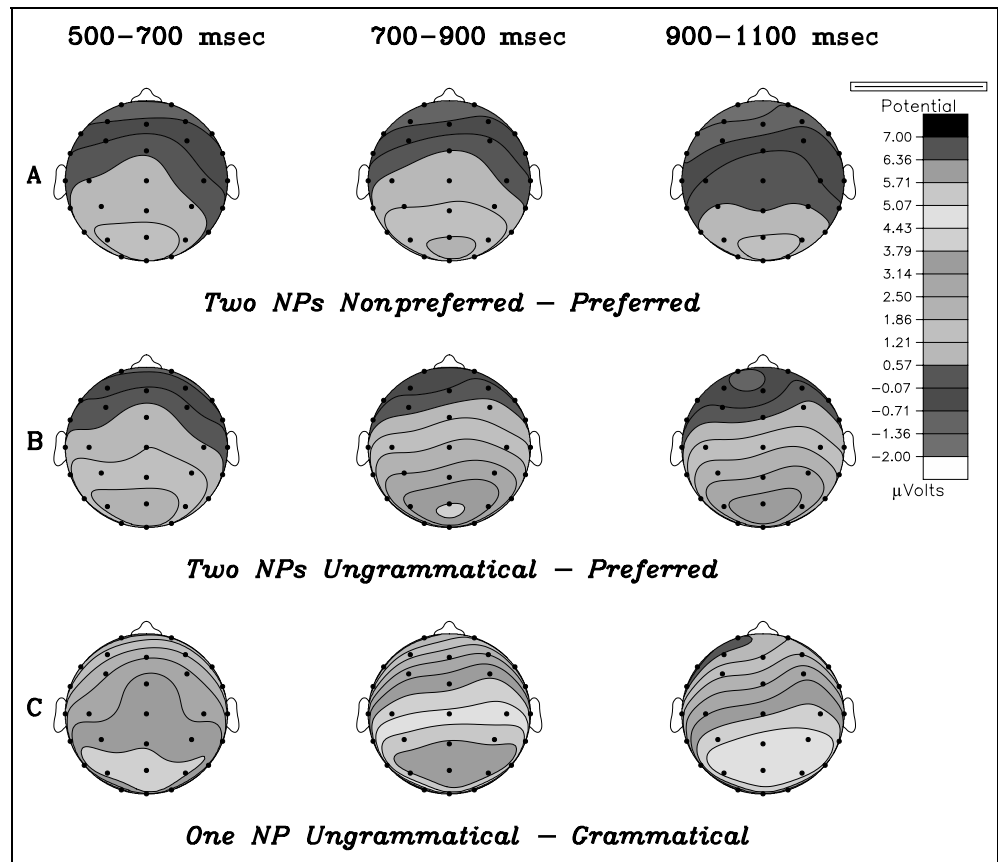 500-700 msec
700-900 msec
900-1100 msec
Potential
7.00
6.36
5.71
5.07
4.43
3.79
3.14
2.50
1.86
1.21
0.57
-0.07
-0.71
-1.36
-2.00
μVolts
A
Two NPs Nonpreferred - Preferred
B
Two NPs Ungrammatical - Preferred
C
One NP Ungrammatical - Grammatical